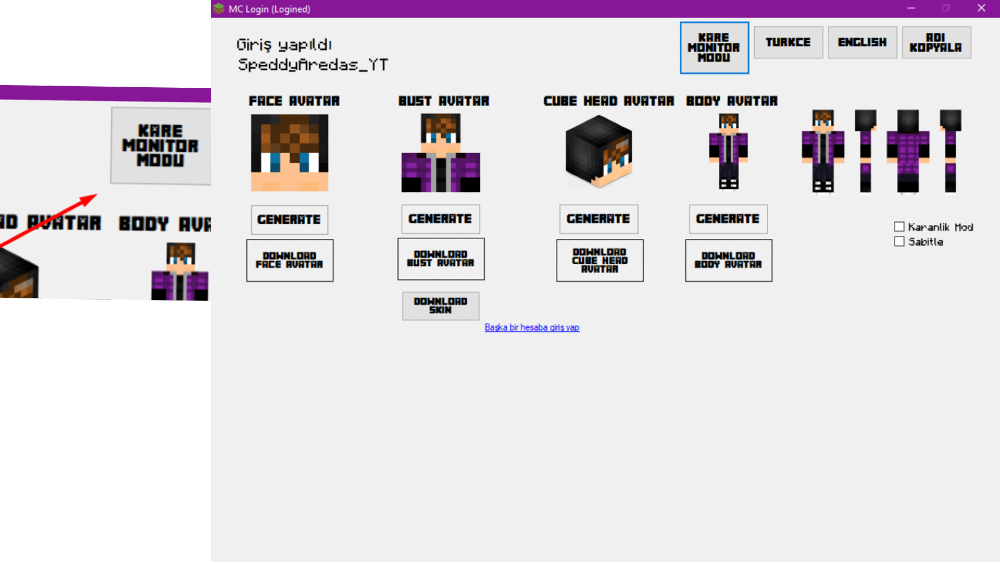 MC Login (Logined)
Giriş yapıldı
SpeddyAredas_YT
KARE
MONITOR
MODU
TURKCE
ENGLISH
ADI
KOPYALA
KARE
MONITOR
MODU
AD AVATAR
BODY AVA
FACE AVATAR
BUST AVATAR
CUBE HEAD AVATAR
BODY AVATAR
GENERATE
GENERATE
GENERATE
GENERATE
DOWNLOAD
FACE AVATAR
DOWNLOAD
BUST AVATAR
DOWNLOAD
CUBE HEAD
AVATAR
DOWNLOAD
BODY AVATAR
Karanlik Mod
Sabitle
DOWNLOAD
SKIN
Başka bir hesaba giriş yap